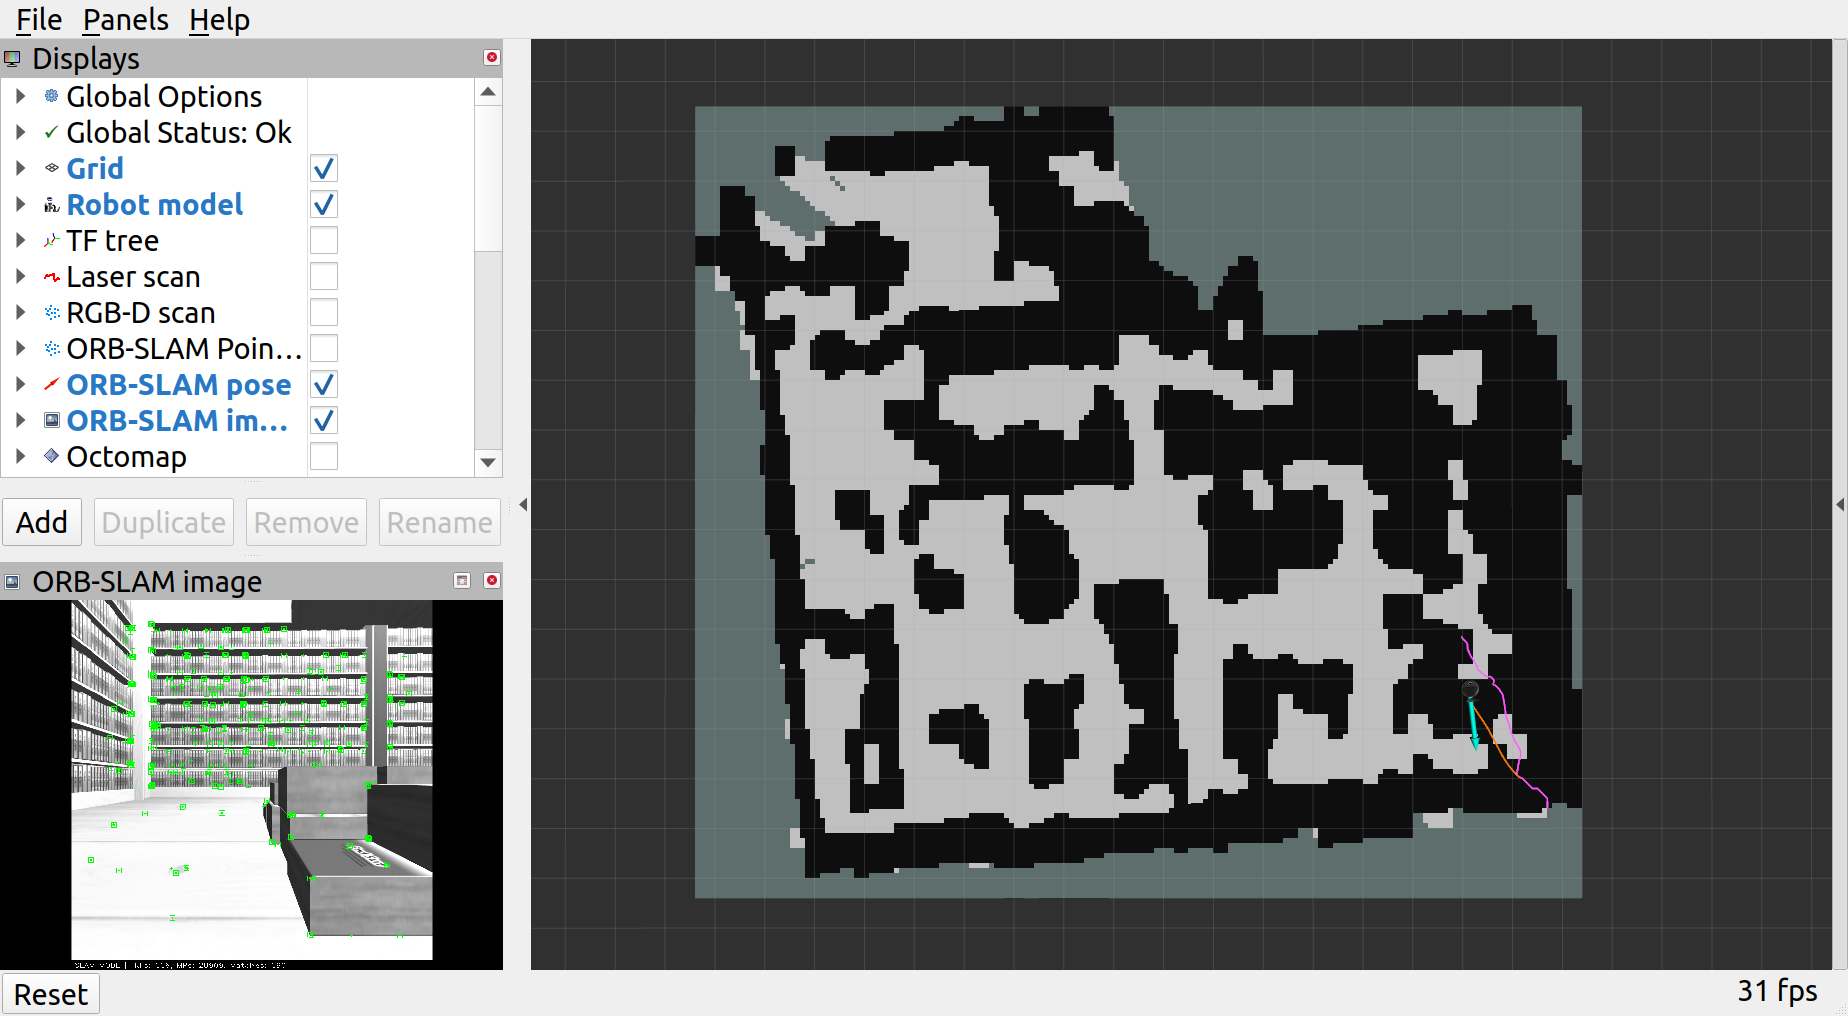 File Panels Help
Displays
Global Options
Global Status: Ok
Grid
Robot model
TF tree
Laser scan
RGB-D scan
ORB-SLAM Poin...
ORB-SLAM pose
ORB-SLAM im...
Octomap
Add Duplicate Remove Rename
ORB-SLAM image
SLAM MODE |
Reset
31 fps